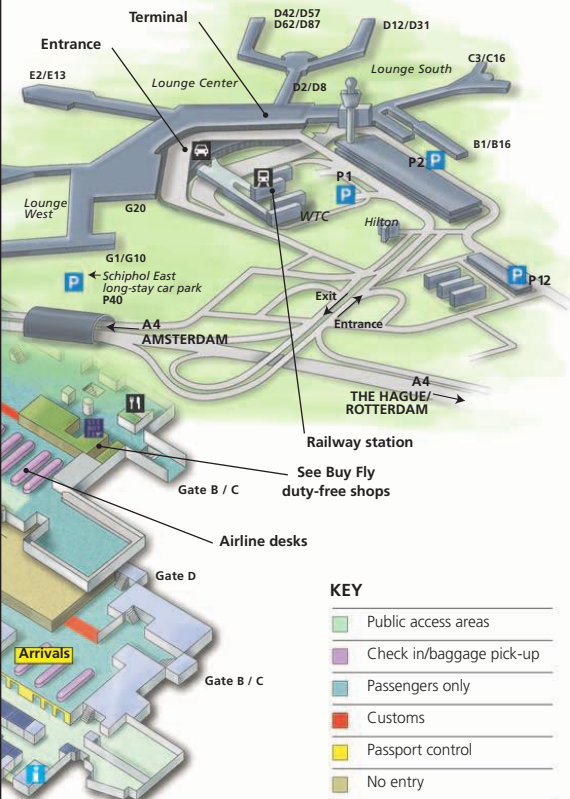 D42/D57
D62/D87
D12/D31
Terminal
Entrance
C3/C16
E2/E13
Lounge Center
Lounge South
D2/D8
B1/B16
P2
P
P1
P
Lounge
West
G20
WTC
Hilton
G1/G10
P
Schiphol East
long-stay car park
P40
P
P12
Exit
Entrance
A4
AMSTERDAM
A4
THE HAGUE/
ROTTERDAM
Railway station
SEE
BUY
FLY
See Buy Fly
duty-free shops
Gate B / C
Airline desks
Gate D
KEY
Public access areas
Arrivals
Check in/baggage pick-up
Gate B / C
Passengers only
Customs
Passport control
i
No entry